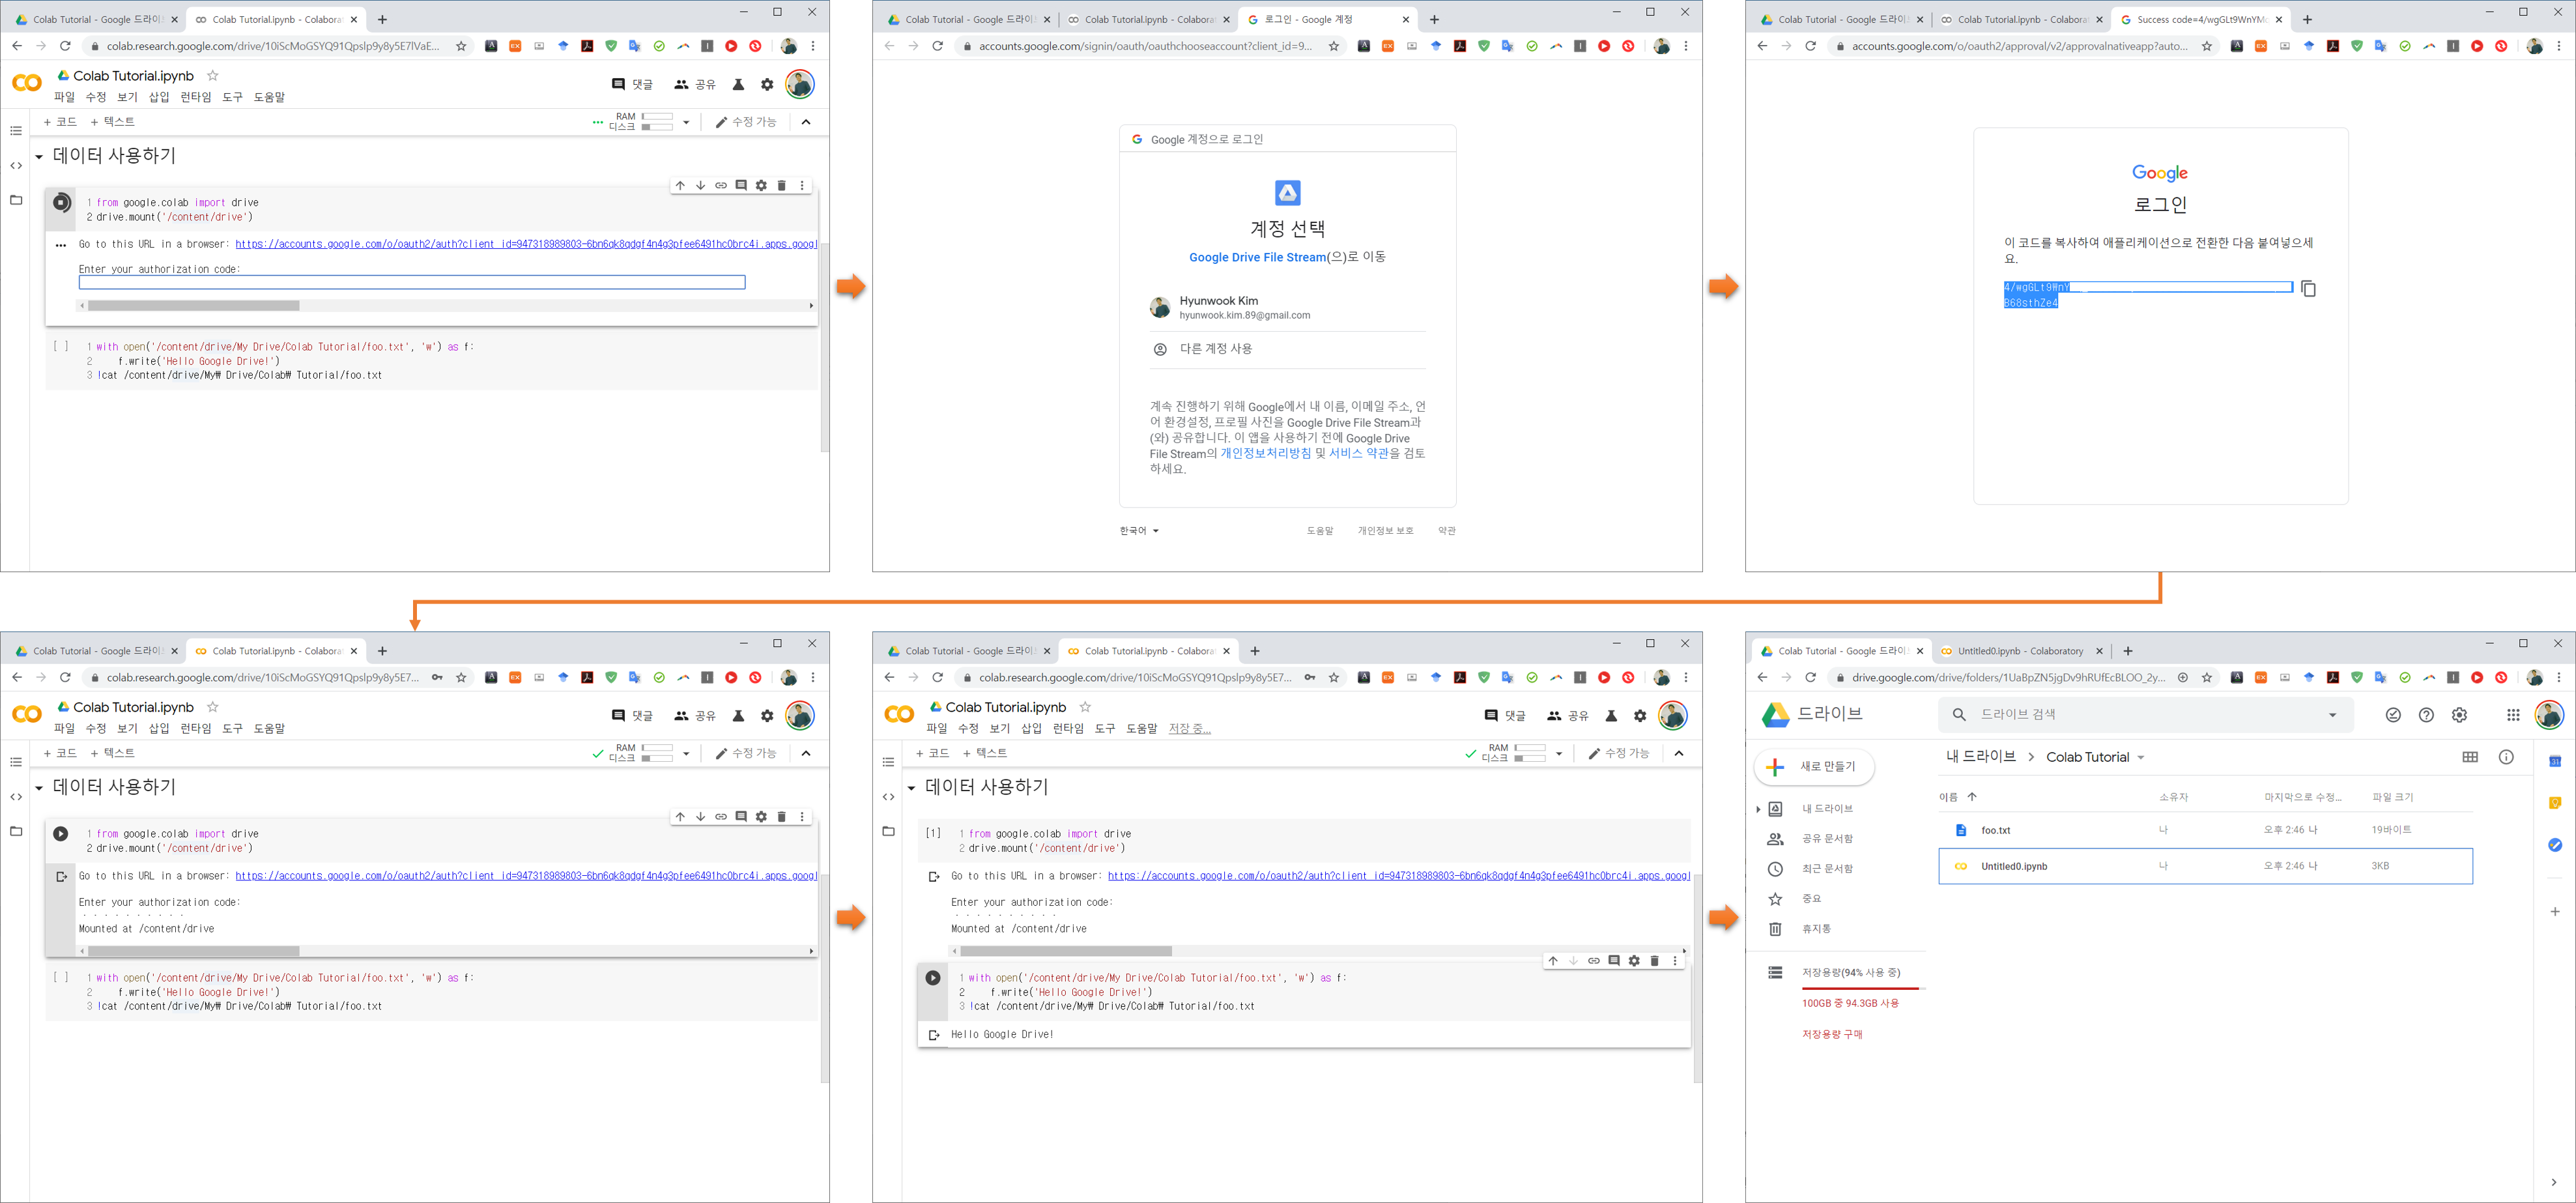 Colab Tutorial - Google 드라이브
Colab Tutorial.ipynb - Colaborat
colab.research.google.com/drive/10iScMoGSYQ91Qpslp9y8y5E7lVaE...
Colab Tutorial.ipynb
댓글
공유
파일 수정 보기 삽입 런타임 도구 도움말
+ 코드 + 텍스트
RAM
디스크
수정 가능
데이터 사용하기
1 from google.colab import drive
2 drive.mount('/content/drive')
Go to this URL in a browser: https://accounts.google.com/o/oauth2/auth?client_id=947318989803-6bn6qk8qdgf4n4g3pfee6491hc0brc4i.apps.googl
Enter your authorization code:
[ ]
1 with open('/content/drive/My Drive/Colab Tutorial/foo.txt', 'w') as f:
2 f.write('Hello Google Drive!')
3 !cat /content/drive/My₩ Drive/Colab₩ Tutorial/foo.txt
Colab Tutorial - Google 드라이브
Colab Tutorial.ipynb - Colaborat
로그인 - Google 계정
accounts.google.com/signin/oauth/oauthchooseaccount?client_id=9...
Google 계정으로 로그인
계정 선택
Google Drive File Stream(으)로 이동
Hyunwook Kim
hyunwook.kim.89@gmail.com
다른 계정 사용
계속 진행하기 위해 Google에서 내 이름, 이메일 주소, 언
어 환경설정, 프로필 사진을 Google Drive File Stream과
(와) 공유합니다. 이 앱을 사용하기 전에 Google Drive
File Stream의 개인정보처리방침 및 서비스 약관을 검토
하세요.
한국어
도움말 개인정보 보호 약관
Colab Tutorial - Google 드라이브
Colab Tutorial.ipynb - Colaborat
Success code=4/wgGLt9WnYM
accounts.google.com/o/oauth2/approval/v2/approvalnativeapp?auto...
Google
로그인
이 코드를 복사하여 애플리케이션으로 전환한 다음 붙여넣으세
요.
4/wgGLt9WnY
B68sthZe4
Colab Tutorial - Google 드라이브
Colab Tutorial.ipynb - Colaborat
colab.research.google.com/drive/10iScMoGSYQ91Qpslp9y8y5E7...
Colab Tutorial.ipynb
댓글
공유
파일 수정 보기 삽입 런타임 도구 도움말
+ 코드 + 텍스트
RAM
디스크
수정 가능
데이터 사용하기
1 from google.colab import drive
2 drive.mount('/content/drive')
Go to this URL in a browser: https://accounts.google.com/o/oauth2/auth?client_id=947318989803-6bn6qk8qdgf4n4g3pfee6491hc0brc4i.apps.googl
Enter your authorization code:
··········
Mounted at /content/drive
[ ]
1 with open('/content/drive/My Drive/Colab Tutorial/foo.txt', 'w') as f:
2 f.write('Hello Google Drive!')
3 !cat /content/drive/My₩ Drive/Colab₩ Tutorial/foo.txt
Colab Tutorial - Google 드라이브
Colab Tutorial.ipynb - Colaborat
colab.research.google.com/drive/10iScMoGSYQ91Qpslp9y8y5E7...
Colab Tutorial.ipynb
댓글
공유
파일 수정 보기 삽입 런타임 도구 도움말 저장 중...
+ 코드 + 텍스트
RAM
디스크
수정 가능
데이터 사용하기
[1]
1 from google.colab import drive
2 drive.mount('/content/drive')
Go to this URL in a browser: https://accounts.google.com/o/oauth2/auth?client_id=947318989803-6bn6qk8qdgf4n4g3pfee6491hc0brc4i.apps.googl
Enter your authorization code:
··········
Mounted at /content/drive
1 with open('/content/drive/My Drive/Colab Tutorial/foo.txt', 'w') as f:
2 f.write('Hello Google Drive!')
3 !cat /content/drive/My₩ Drive/Colab₩ Tutorial/foo.txt
Hello Google Drive!
Colab Tutorial - Google 드라이브
Untitled0.ipynb - Colaboratory
drive.google.com/drive/folders/1UaBpZN5jgDv9hRUfEcBLOO_2y...
드라이브
드라이브 검색
새로 만들기
내 드라이브
공유 문서함
최근 문서함
중요
휴지통
저장용량(94% 사용 중)
100GB 중 94.3GB 사용
저장용량 구매
내 드라이브 > Colab Tutorial
이름 소유자 마지막으로 수정... 파일 크기
foo.txt 나 오후 2:46 나 19바이트
Untitled0.ipynb 나 오후 2:46 나 3KB